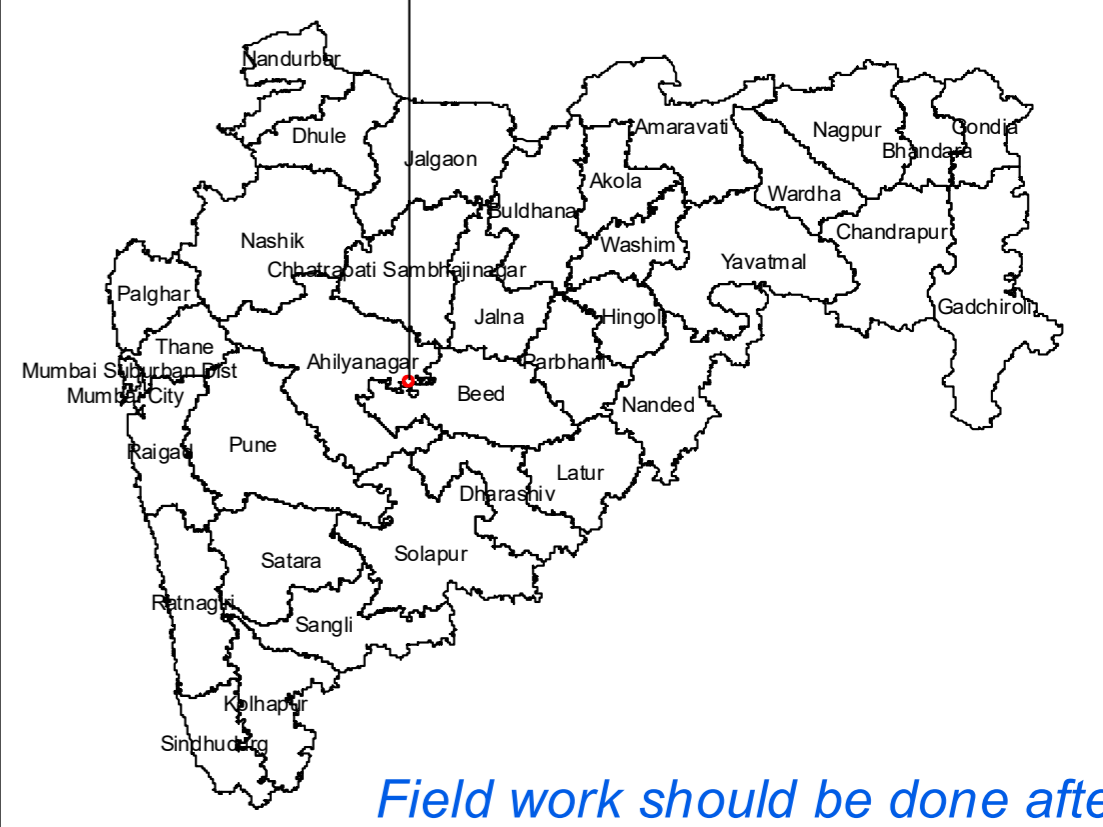 Nandurbar
Dhule
Jalgaon
Amaravati
Nagpur
Gondia
Bhandara
Akola
Wardha
Buldhana
Nashik
Washim
Chandrapur
Chhatrapati Sambhajinagar
Yavatmal
Palghar
Jalna
Hingoli
Gadchiroli
Thane
Ahilyanagar
Parbhani
Mumbai Suburban Dist
Mumbai City
Beed
Nanded
Raigad
Pune
Latur
Dharashiv
Satara
Solapur
Ratnagiri
Sangli
Kolhapur
Sindhudurg
Field work should be done afte